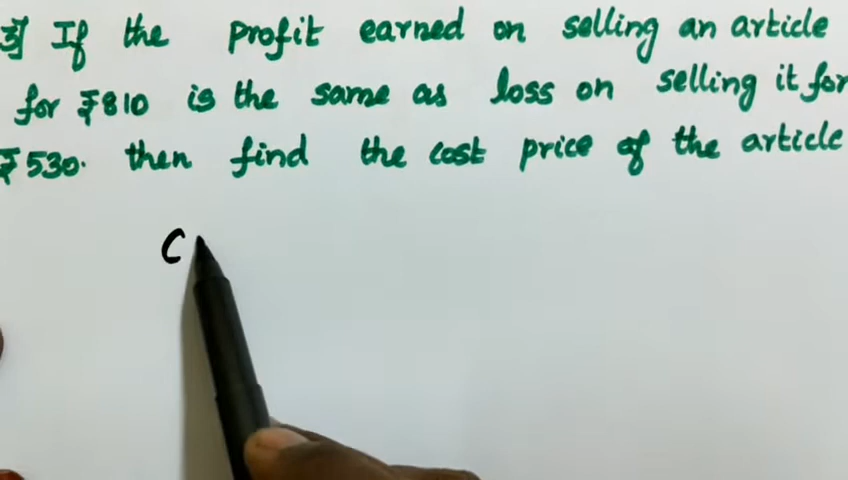 3] If the profit earned on selling an article
for ₹810 is the same as loss on selling it for
₹530. then find the cost price of the article
C